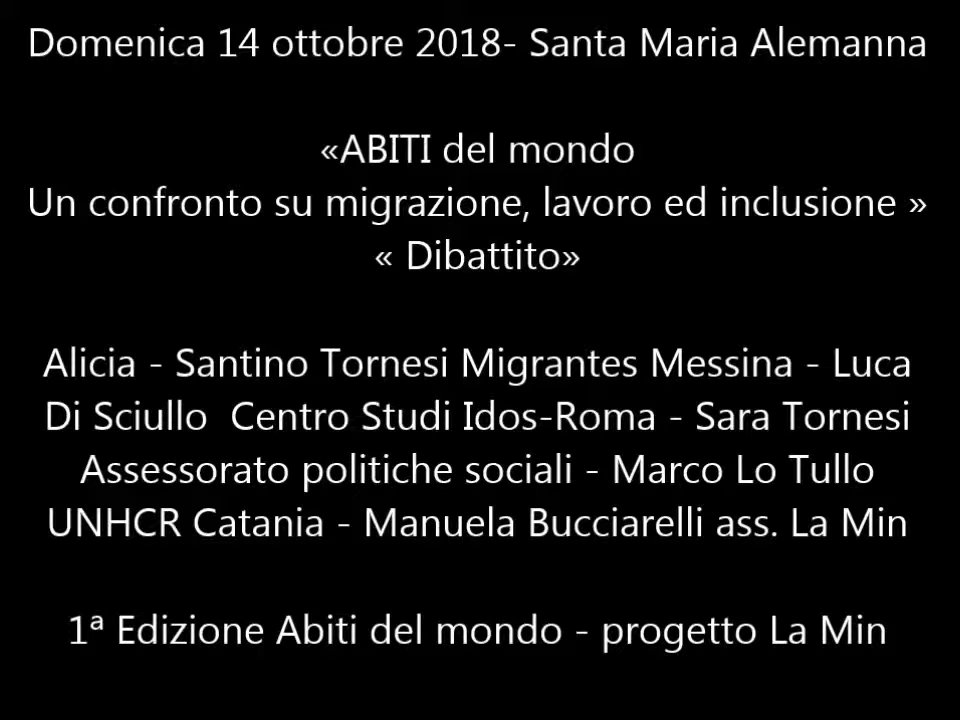 Domenica 14 ottobre 2018- Santa Maria Alemanna
«ABITI del mondo
Un confronto su migrazione, lavoro ed inclusione »
« Dibattito»
Alicia - Santino Tornesi Migrantes Messina - Luca
Di Sciullo  Centro Studi Idos-Roma - Sara Tornesi
Assessorato politiche sociali - Marco Lo Tullo
UNHCR Catania - Manuela Bucciarelli ass. La Min
1ª Edizione Abiti del mondo - progetto La Min